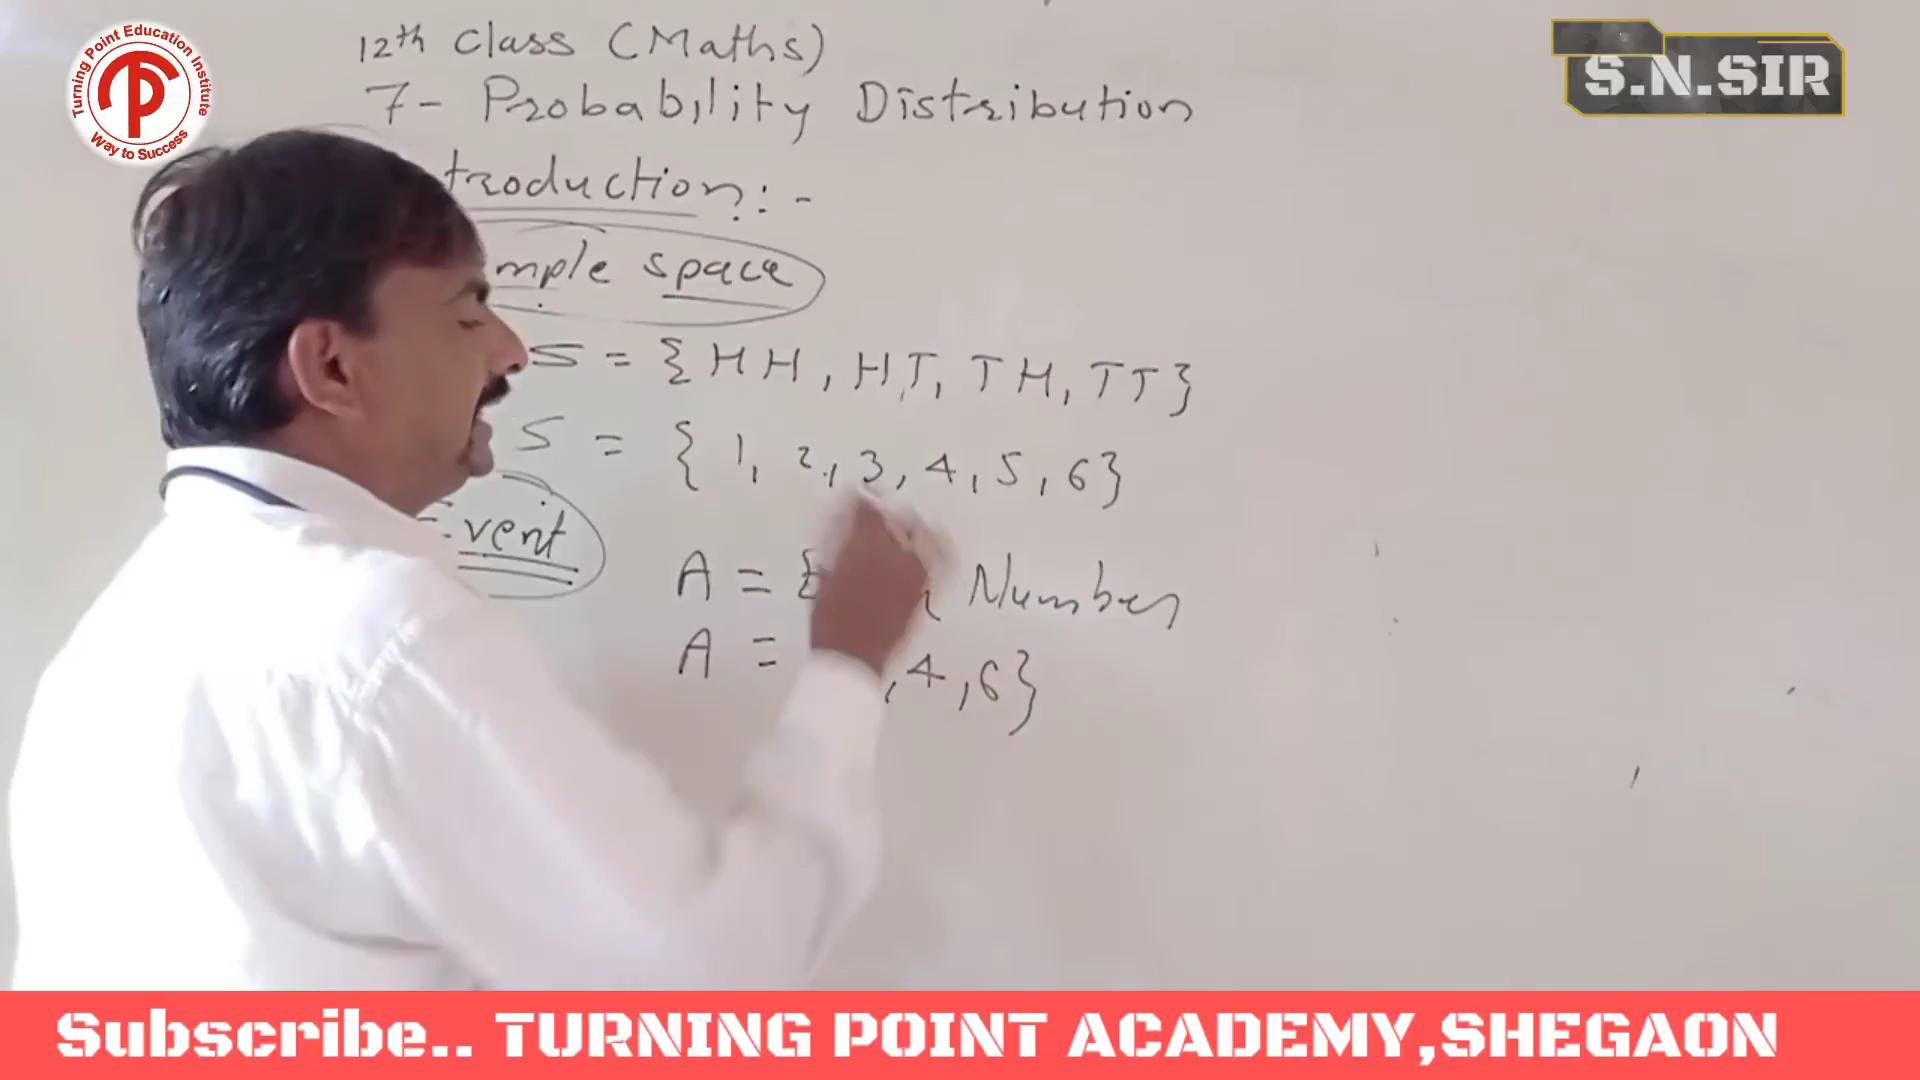 Turning Point Education Institute
Way to Success
S.N.SIR
12th class (Maths)
7- Probability Distribution
troduction:-
mple space
S = {HH, HT, TH, TT}
S = {1, 2, 3, 4, 5, 6}
Event
A = { Number
A = ,4,6}
Subscribe.. TURNING POINT ACADEMY,SHEGAON